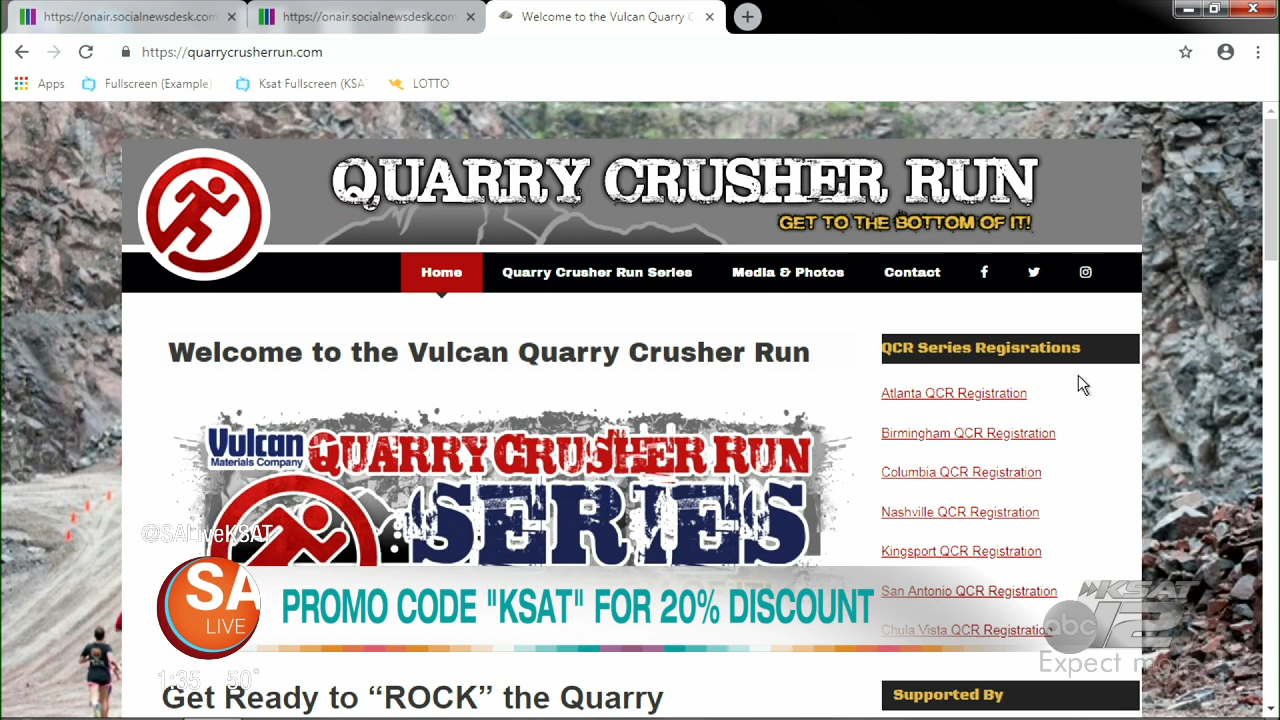 https://onair.socialnewsdesk.com
https://onair.socialnewsdesk.com
Welcome to the Vulcan Quarry C
https://quarrycrusherrun.com
Apps
Fullscreen (Example)
Ksat Fullscreen (KSA
LOTTO
QUARRY CRUSHER RUN
GET TO THE BOTTOM OF IT!
Home
Quarry Crusher Run Series
Media & Photos
Contact
Welcome to the Vulcan Quarry Crusher Run
Vulcan
Materials Company
QUARRY CRUSHER RUN
SERIES
QCR Series Regisrations
Atlanta QCR Registration
Birmingham QCR Registration
Columbia QCR Registration
Nashville QCR Registration
Kingsport QCR Registration
San Antonio QCR Registration
Chula Vista QCR Registration
@SALiveKSAT
SA
LIVE
PROMO CODE "KSAT" FOR 20% DISCOUNT
KSAT
abc 12
Expect more
1:35 50°
Get Ready to “ROCK” the Quarry
Supported By